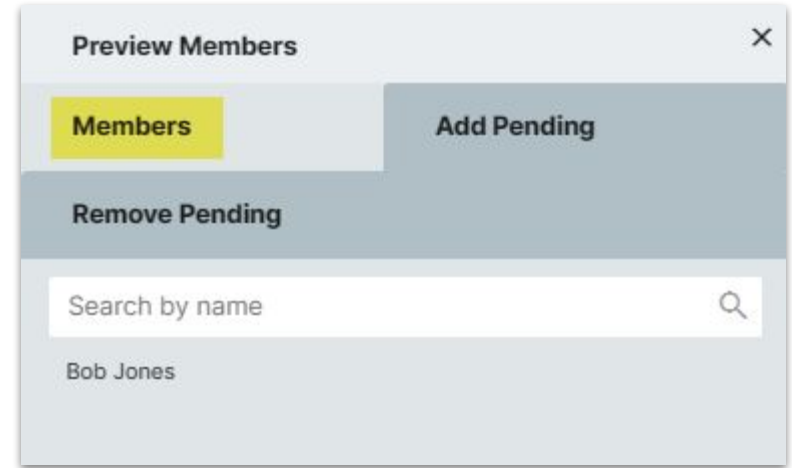 Preview Members
Members Add Pending
Remove Pending
Search by name
Bob Jones